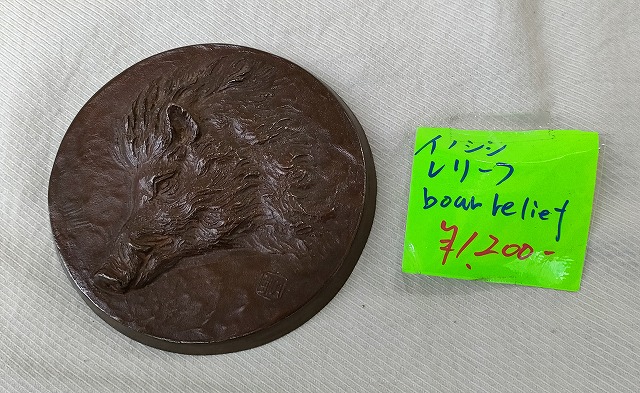 イノシシ
レリーフ
boar relief
¥1,200-